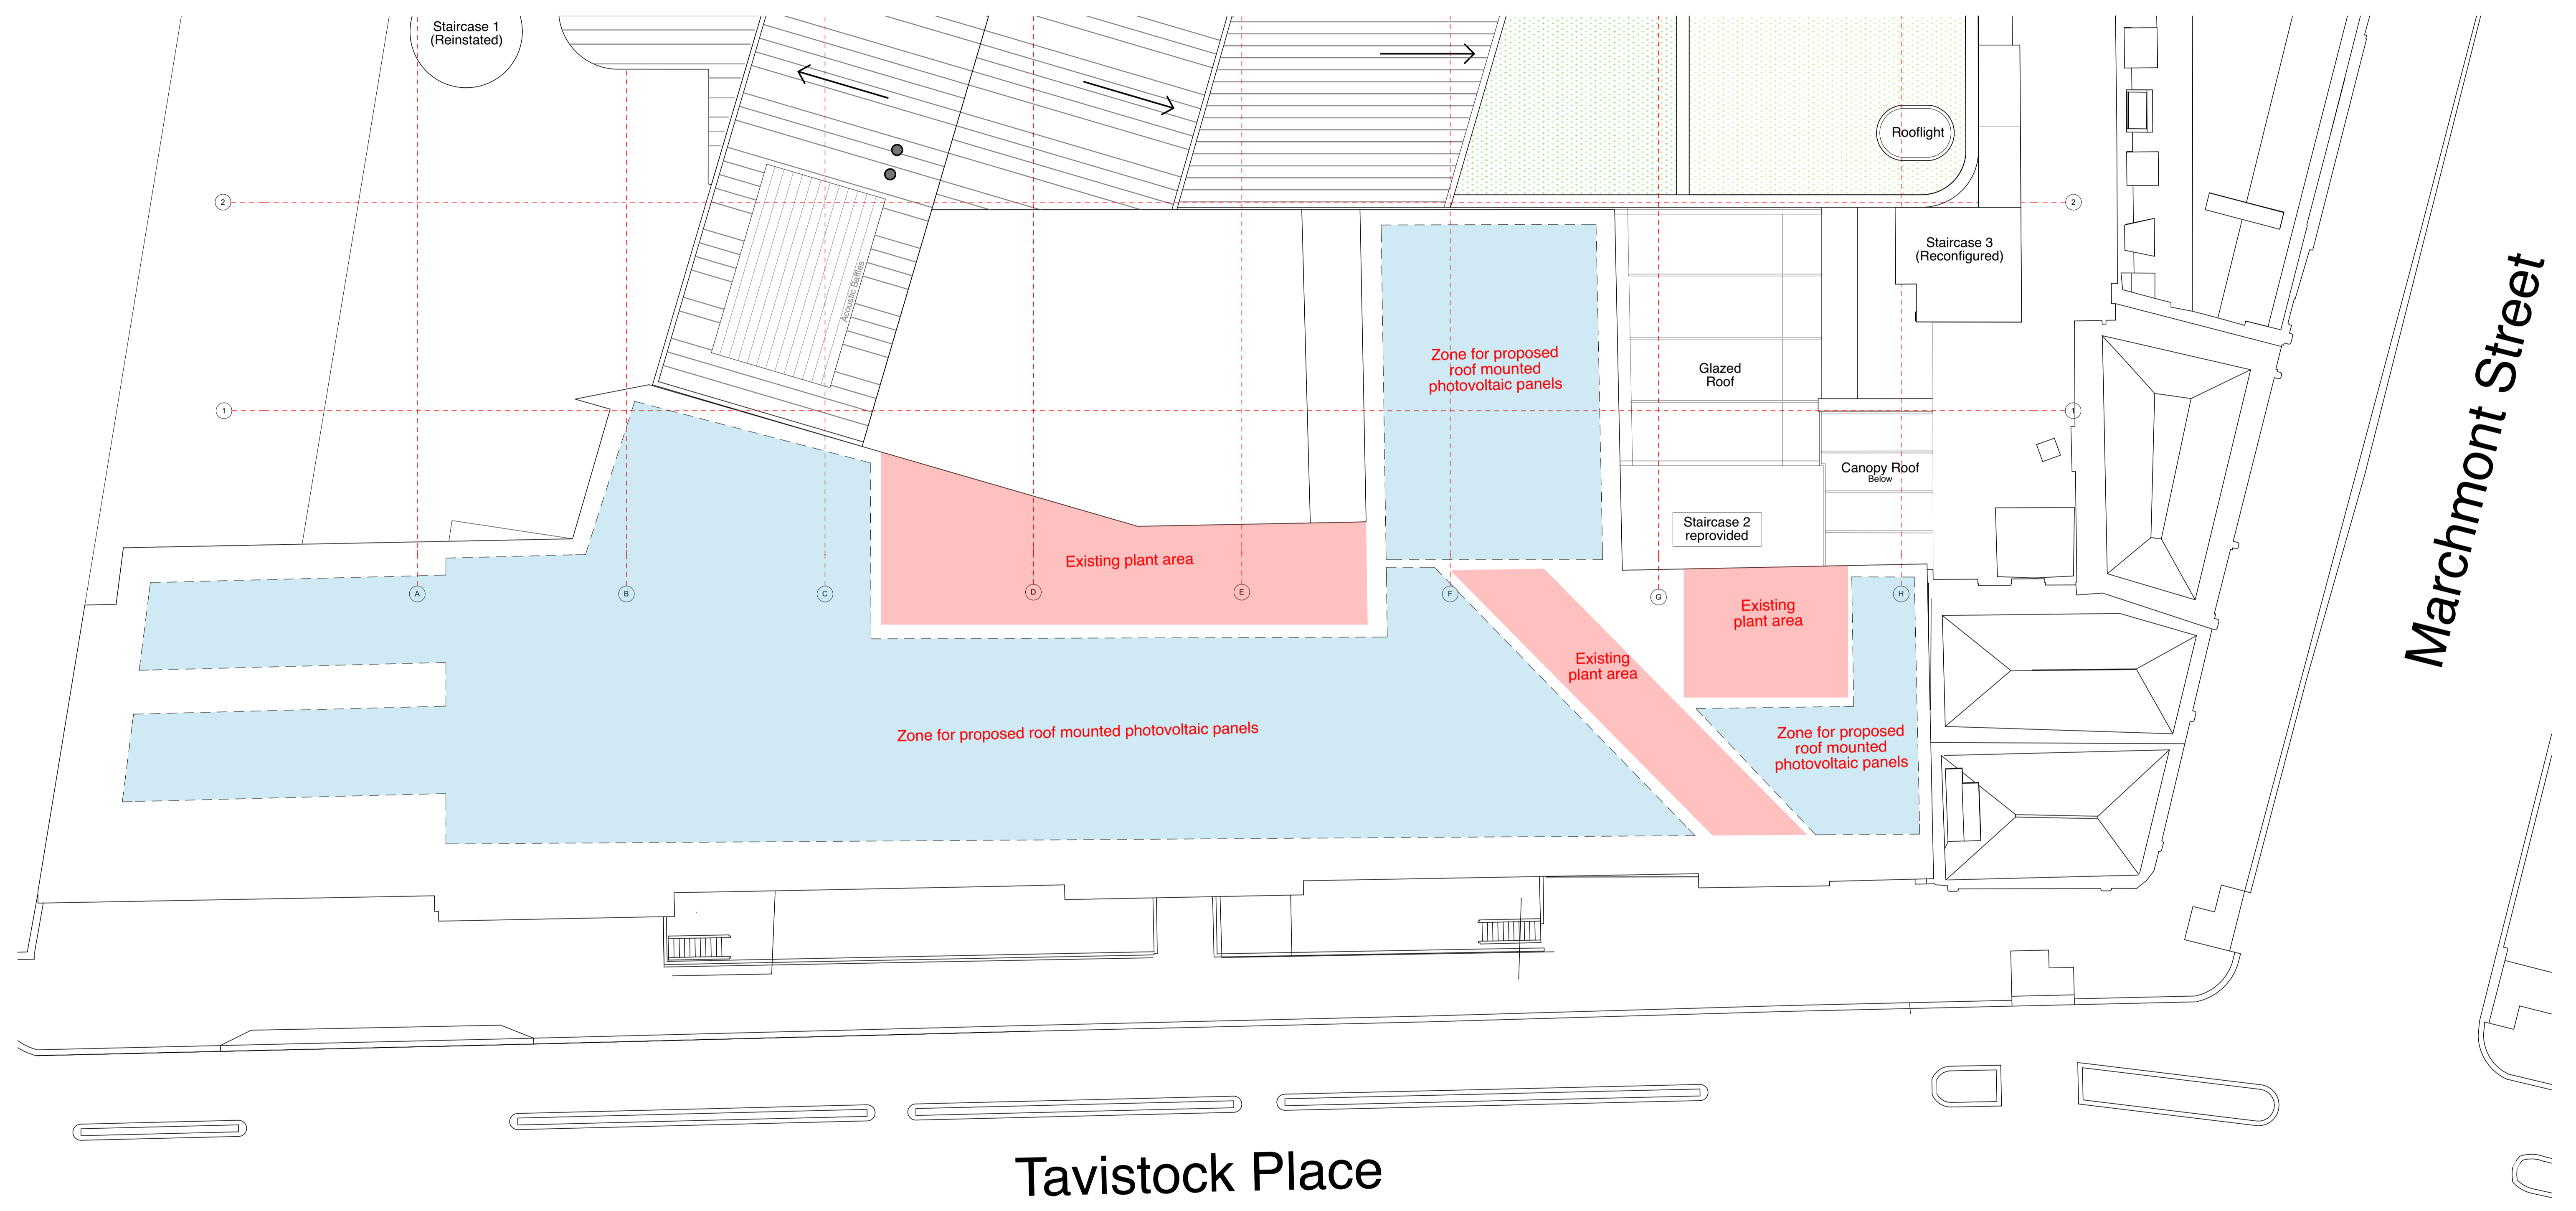 Staircase 1
(Reinstated)
Rooflight
2
2
Staircase 3
(Reconfigured)
Acoustic Baffles
Zone for proposed
roof mounted
photovoltaic panels
Glazed
Roof
1
1
Canopy Roof
Below
Staircase 2
reprovided
Existing plant area
A
B
C
D
E
F
G
H
Existing
plant area
Existing
plant area
Zone for proposed roof mounted photovoltaic panels
Zone for proposed
roof mounted
photovoltaic panels
Marchmont Street
Tavistock Place